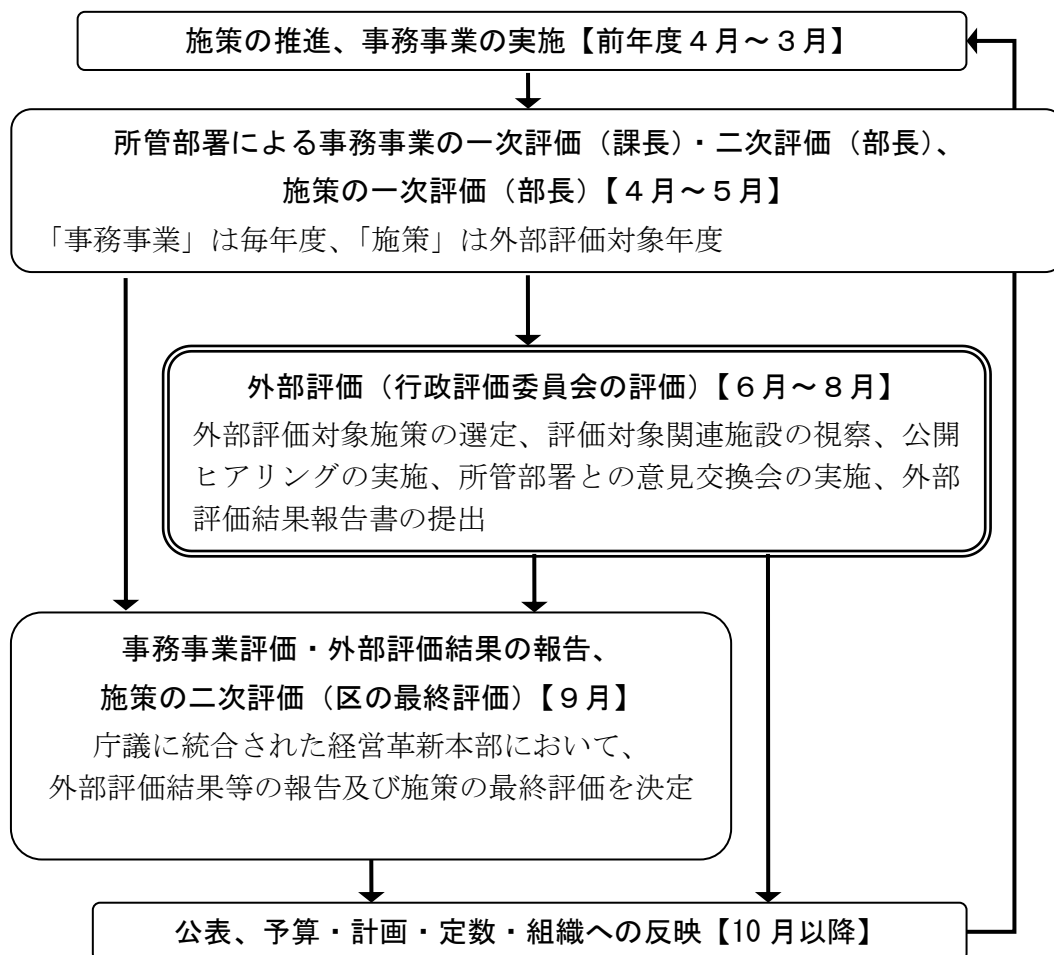 施策の推進、事務事業の実施【前年度４月～３月】
所管部署による事務事業の一次評価（課長）・二次評価（部長）、
施策の一次評価（部長）【４月～５月】
「事務事業」は毎年度、「施策」は外部評価対象年度
外部評価（行政評価委員会の評価）【６月～８月】
外部評価対象施策の選定、評価対象関連施設の視察、公開
ヒアリングの実施、所管部署との意見交換会の実施、外部
評価結果報告書の提出
事務事業評価・外部評価結果の報告、
施策の二次評価（区の最終評価）【９月】
庁議に統合された経営革新本部において、
外部評価結果等の報告及び施策の最終評価を決定
公表、予算・計画・定数・組織への反映【10月以降】